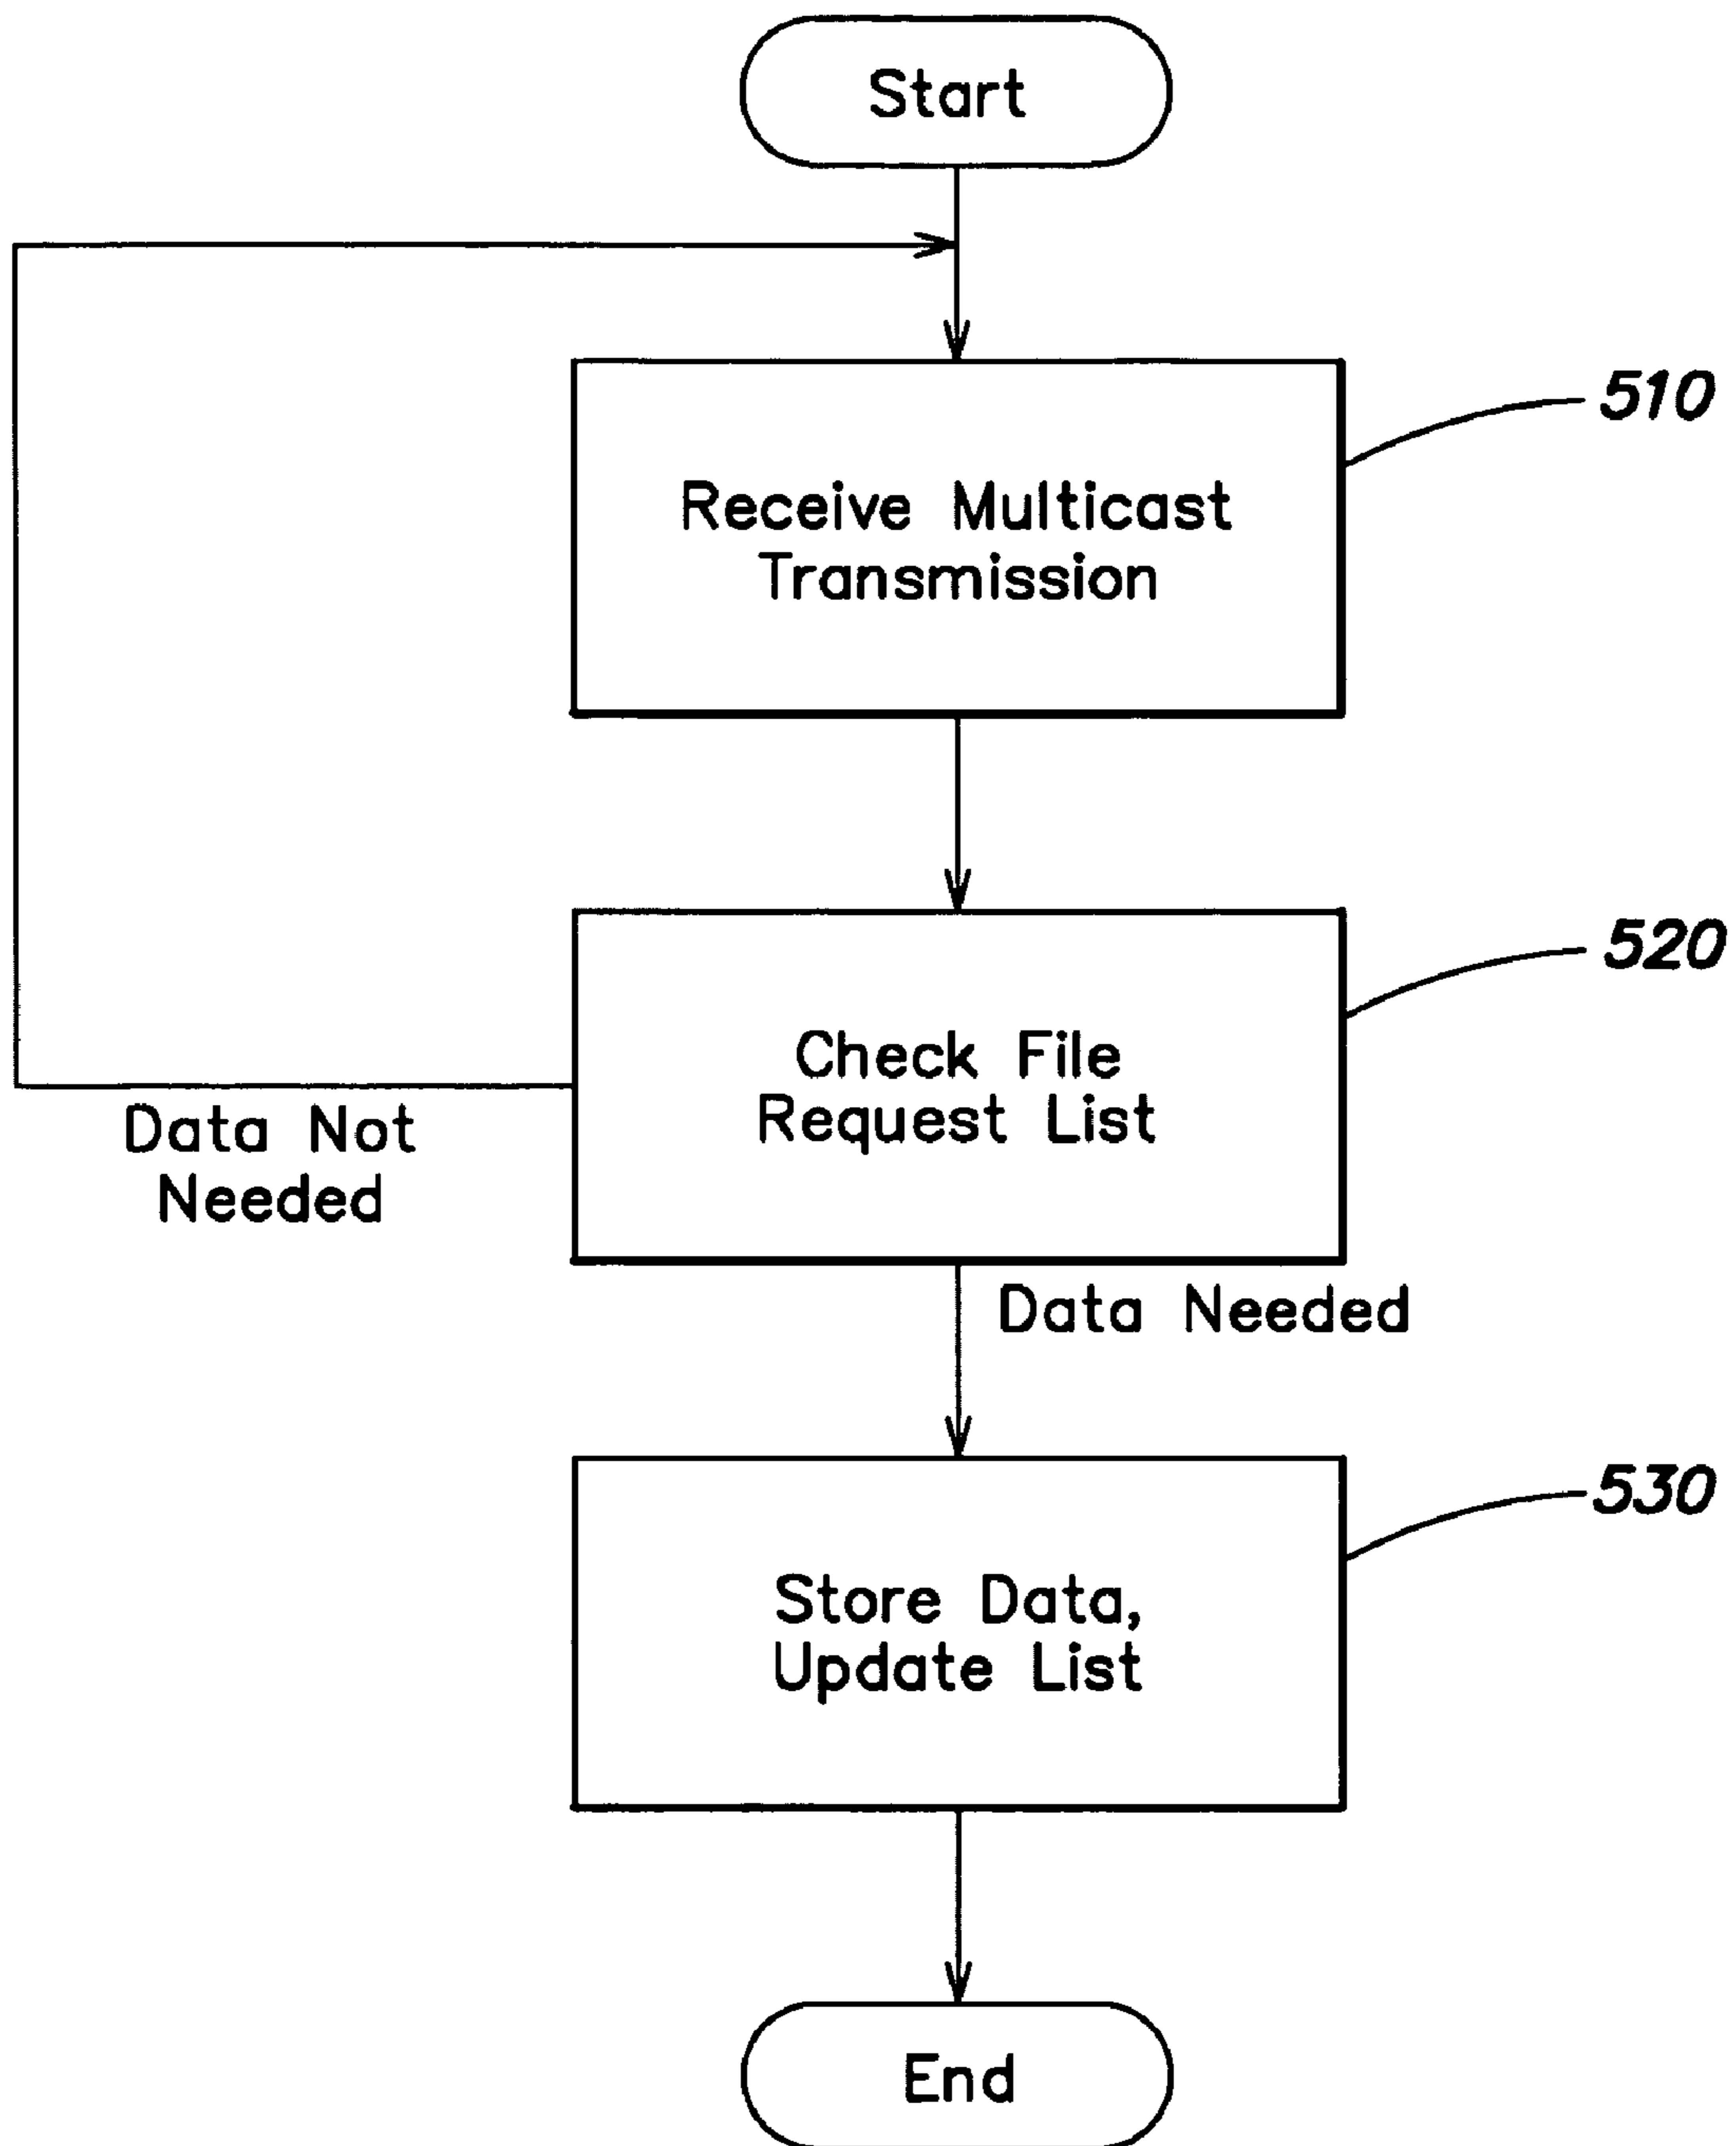 Start
510
Receive Multicast
Transmission
520
Check File
Request List
Data Not
Needed
Data Needed
530
Store Data,
Update List
End